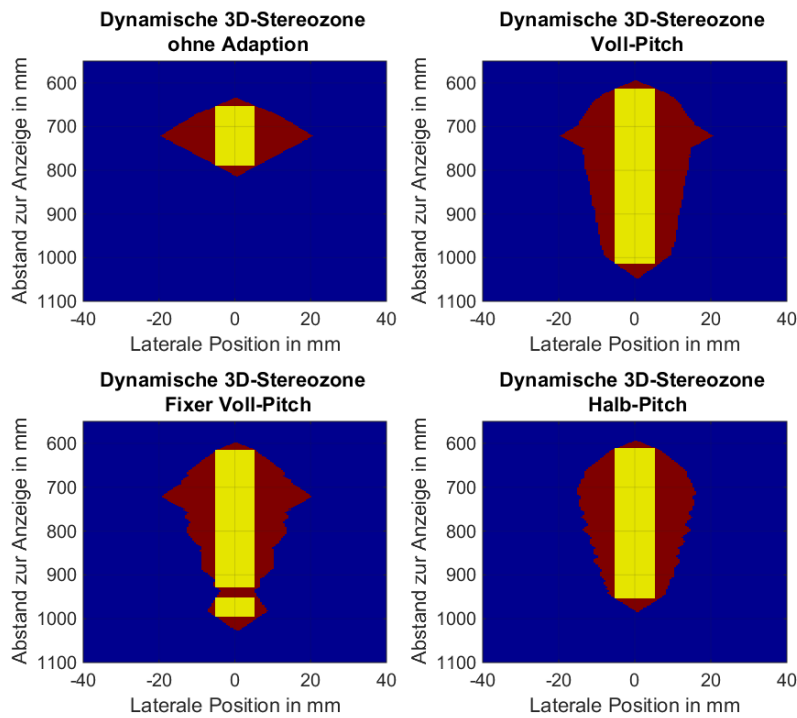 Dynamische 3D-Stereozone
ohne Adaption
Abstand zur Anzeige in mm
600
700
800
900
1000
1100
-40
-20
0
20
40
Laterale Position in mm
Dynamische 3D-Stereozone
Voll-Pitch
Abstand zur Anzeige in mm
600
700
800
900
1000
1100
-40
-20
0
20
40
Laterale Position in mm
Dynamische 3D-Stereozone
Fixer Voll-Pitch
Abstand zur Anzeige in mm
600
700
800
900
1000
1100
-40
-20
0
20
40
Laterale Position in mm
Dynamische 3D-Stereozone
Halb-Pitch
Abstand zur Anzeige in mm
600
700
800
900
1000
1100
-40
-20
0
20
40
Laterale Position in mm